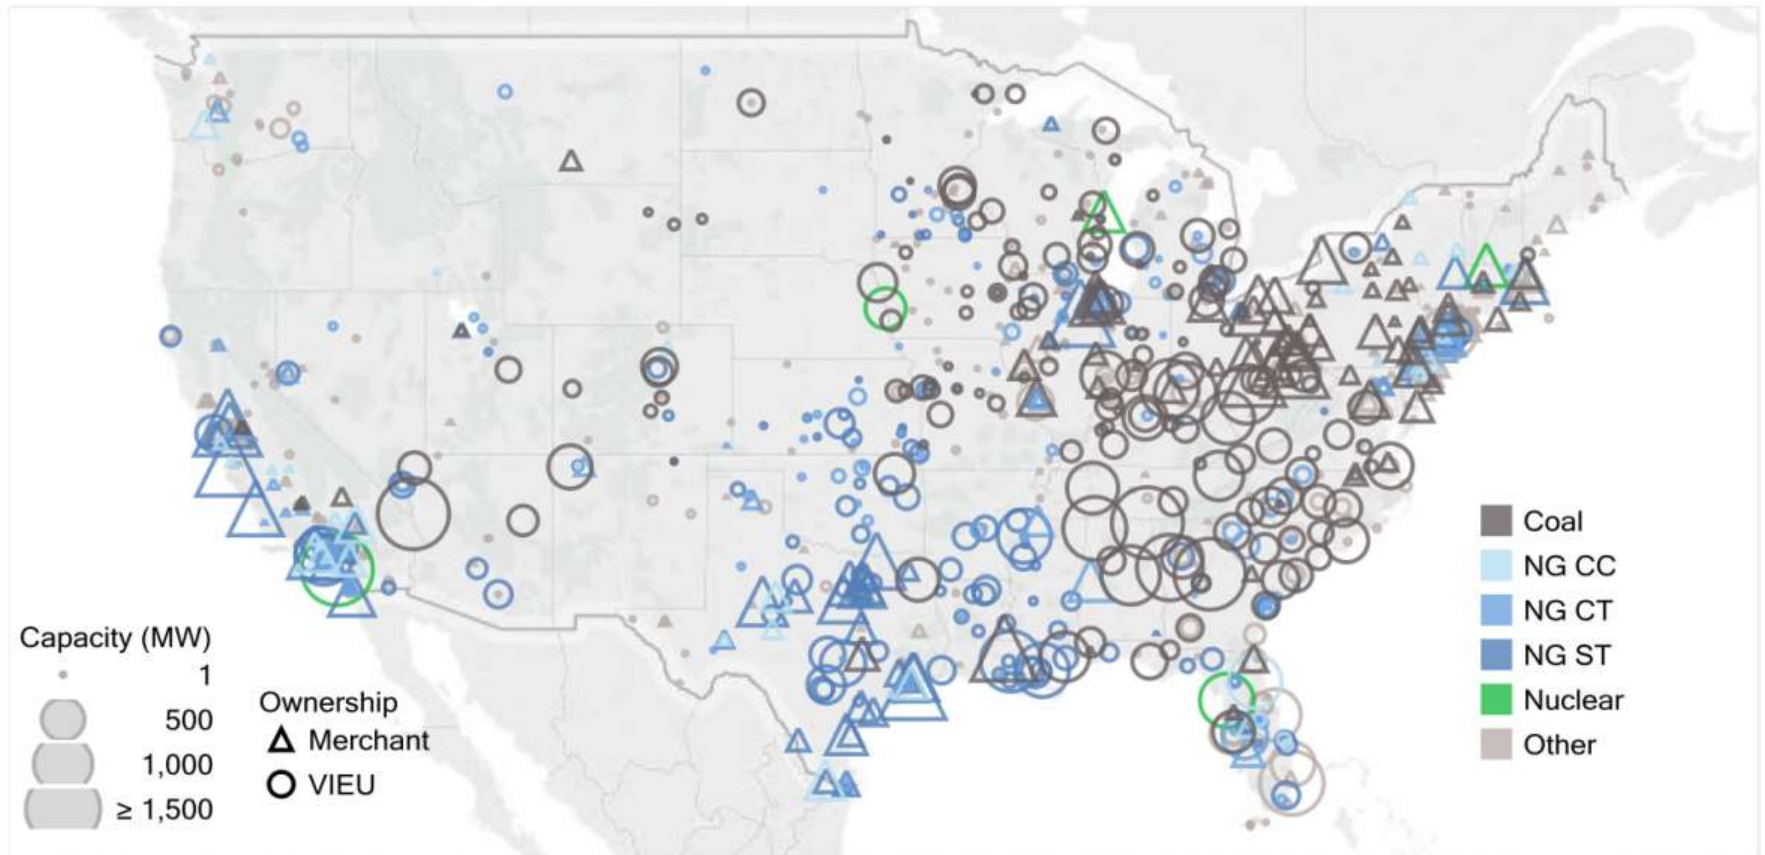 Capacity (MW)
1
500
1,000
≥ 1,500
Ownership
Merchant
VIEU
Coal
NG CC
NG CT
NG ST
Nuclear
Other